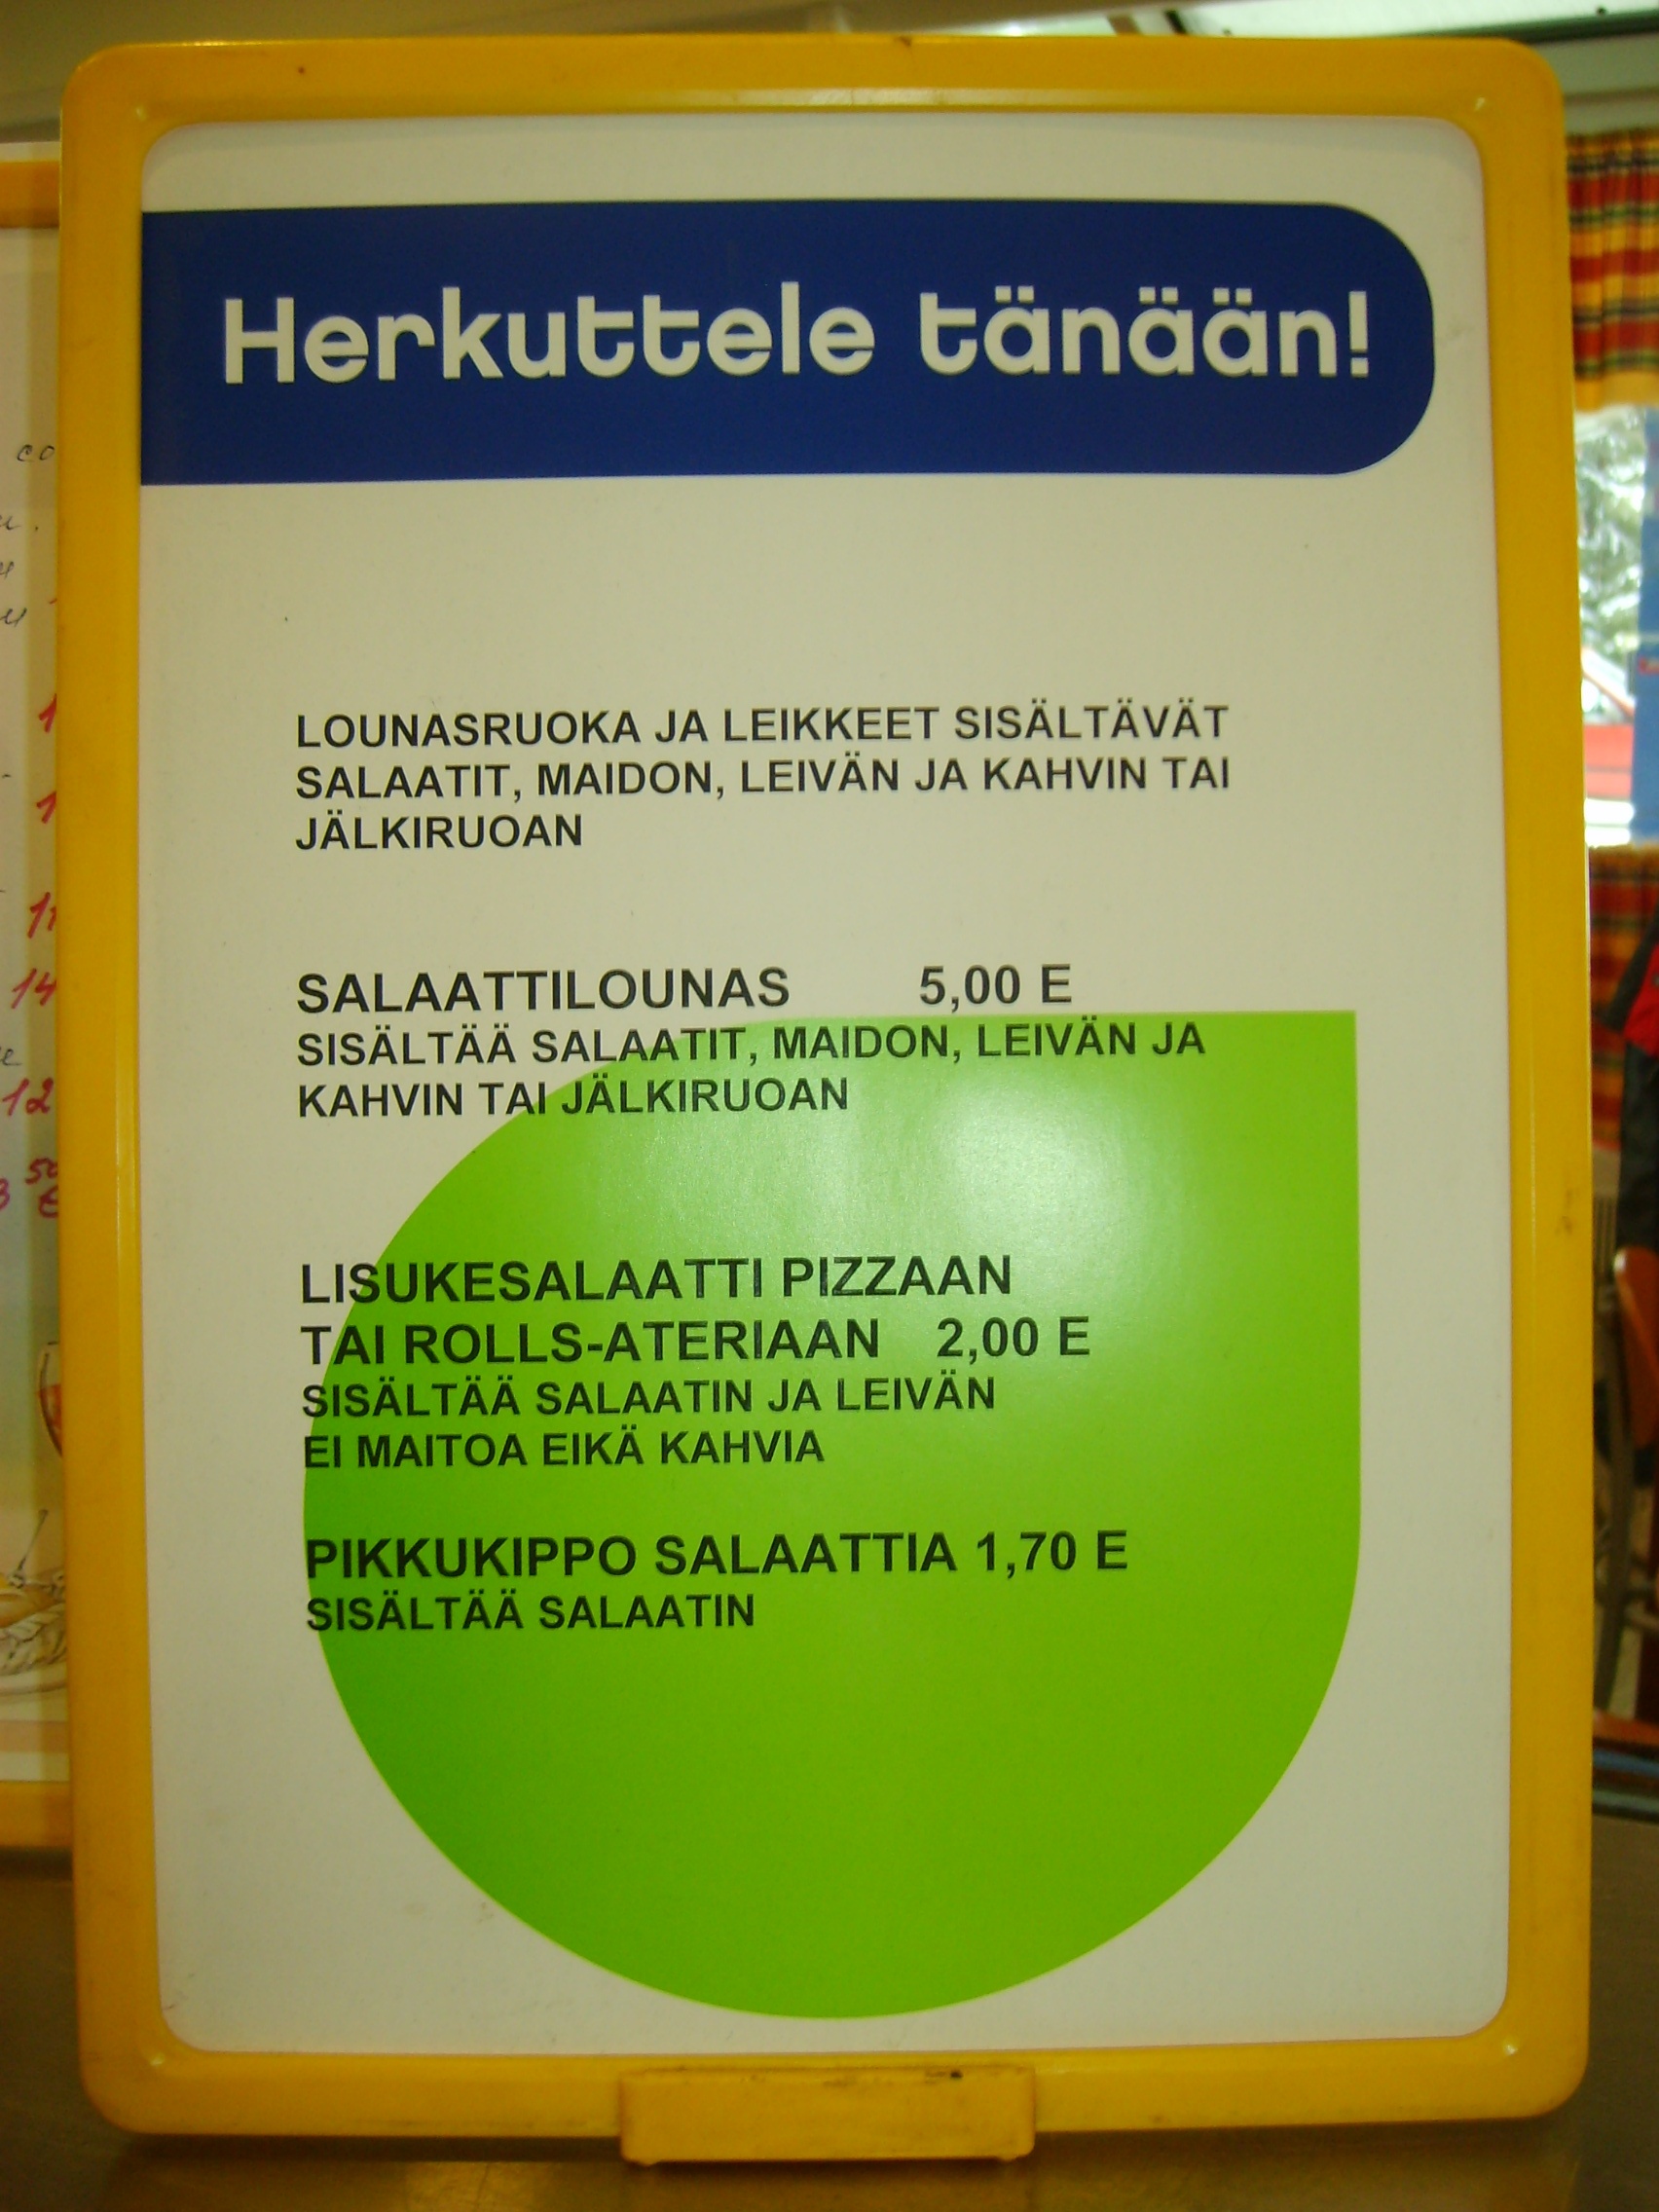 Herkuttele tänään!
LOUNASRUOKA JA LEIKKEET SISÄLTÄVÄT
SALAATIT, MAIDON, LEIVÄN JA KAHVIN TAI
JÄLKIRUOAN
SALAATTILOUNAS 5,00 E
SISÄLTÄÄ SALAATIT, MAIDON, LEIVÄN JA
KAHVIN TAI JÄLKIRUOAN
LISUKESALAATTI PIZZAAN
TAI ROLLS-ATERIAAN 2,00 E
SISÄLTÄÄ SALAATIN JA LEIVÄN
EI MAITOA EIKÄ KAHVIA
PIKKUKIPPO SALAATTIA 1,70 E
SISÄLTÄÄ SALAATIN